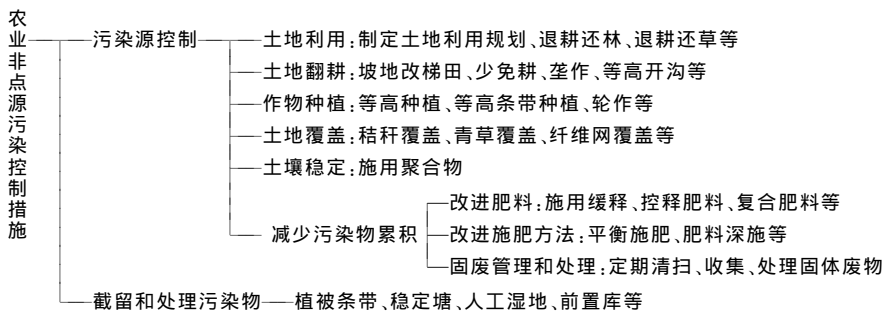 农业非点源污染控制措施
污染源控制
土地利用:制定土地利用规划、退耕还林、退耕还草等
土地翻耕:坡地改梯田、少免耕、垄作、等高开沟等
作物种植:等高种植、等高条带种植、轮作等
土地覆盖:秸秆覆盖、青草覆盖、纤维网覆盖等
土壤稳定:施用聚合物
减少污染物累积
改进肥料:施用缓释、控释肥料、复合肥料等
改进施肥方法:平衡施肥、肥料深施等
固废管理和处理:定期清扫、收集、处理固体废物
截留和处理污染物
植被条带、稳定塘、人工湿地、前置库等